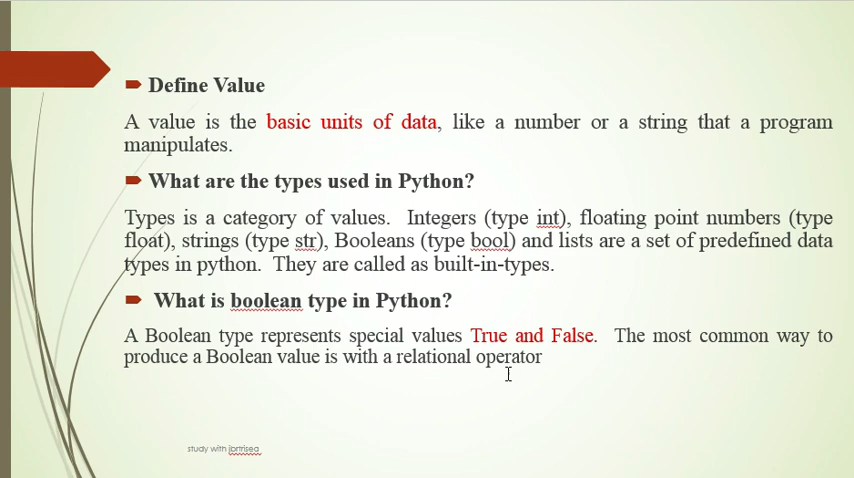 Define Value
A value is the basic units of data, like a number or a string that a program
manipulates.
What are the types used in Python?
Types is a category of values. Integers (type int), floating point numbers (type
float), strings (type str), Booleans (type bool) and lists are a set of predefined data
types in python. They are called as built-in-types.
What is boolean type in Python?
A Boolean type represents special values True and False. The most common way to
produce a Boolean value is with a relational operator
study with